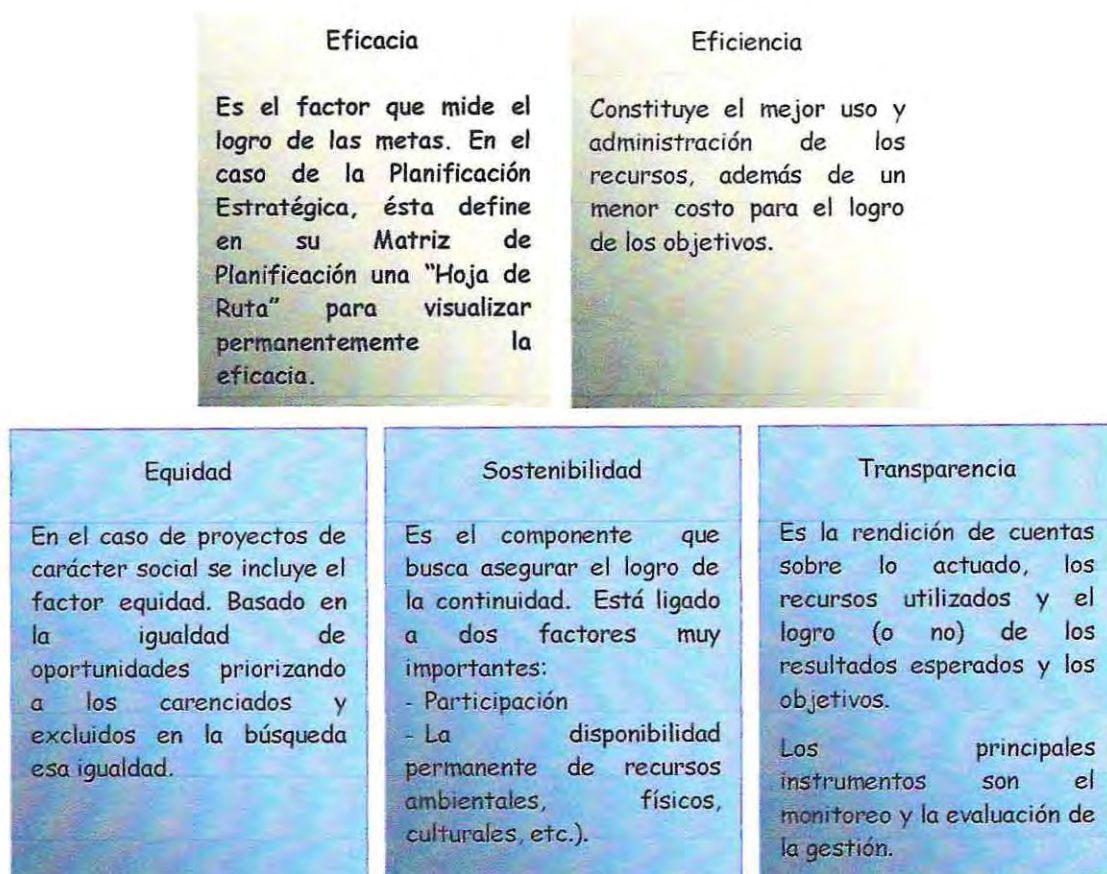 Eficacia
Es el factor que mide el
logro de las metas. En el
caso de la Planificación
Estratégica, ésta define
en su Matriz de
Planificación una "Hoja de
Ruta" para visualizar
permanentemente la
eficacia.
Eficiencia
Constituye el mejor uso y
administración de los
recursos, además de un
menor costo para el logro
de los objetivos.
Equidad
En el caso de proyectos de
carácter social se incluye el
factor equidad. Basado en
la igualdad de
oportunidades priorizando
a los carenciados y
excluidos en la búsqueda
esa igualdad.
Sostenibilidad
Es el componente que
busca asegurar el logro de
la continuidad. Está ligado
a dos factores muy
importantes:
- Participación
- La disponibilidad
permanente de recursos
ambientales, físicos,
culturales, etc.).
Transparencia
Es la rendición de cuentas
sobre lo actuado, los
recursos utilizados y el
logro (o no) de los
resultados esperados y los
objetivos.
Los principales
instrumentos son el
monitoreo y la evaluación de
la gestión.